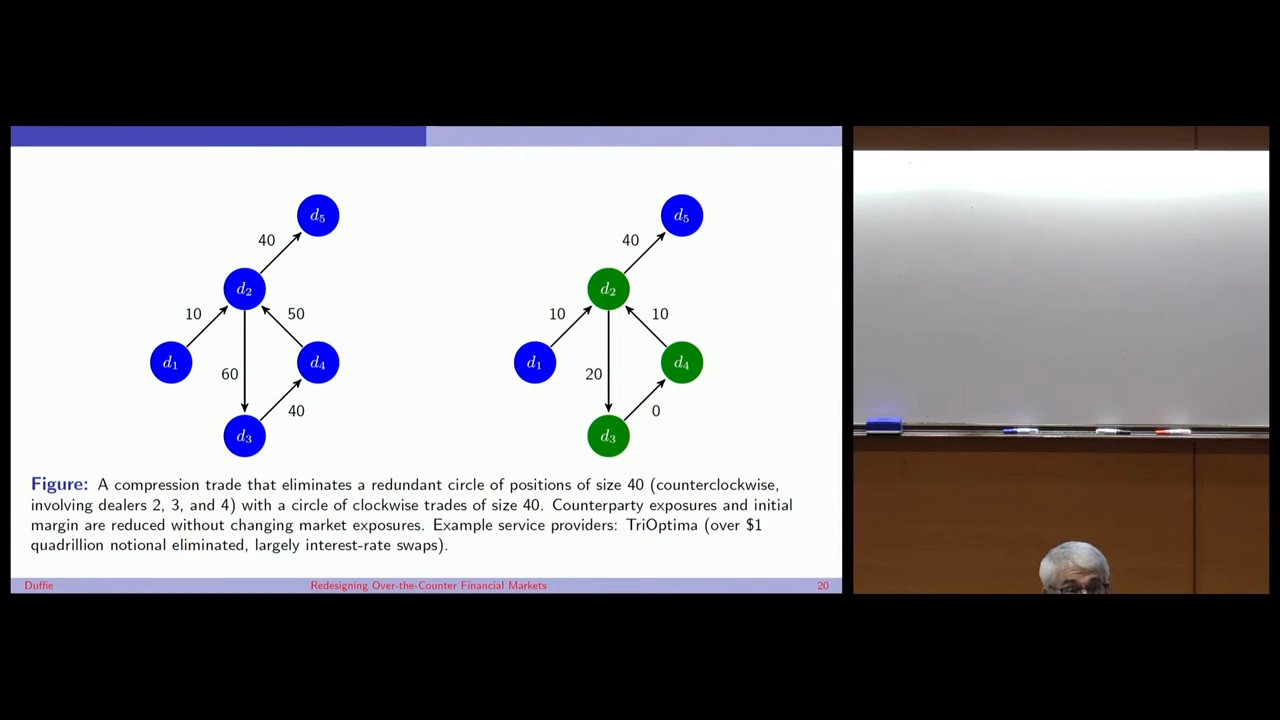 d5
d5
40
40
d2
d2
10
50
10
10
d1
d4
d1
d4
60
20
40
0
d3
d3
Figure: A compression trade that eliminates a redundant circle of positions of size 40 (counterclockwise,
involving dealers 2, 3, and 4) with a circle of clockwise trades of size 40. Counterparty exposures and initial
margin are reduced without changing market exposures. Example service providers: TriOptima (over $1
quadrillion notional eliminated, largely interest-rate swaps).
Duffie Redesigning Over-the-Counter Financial Markets 20